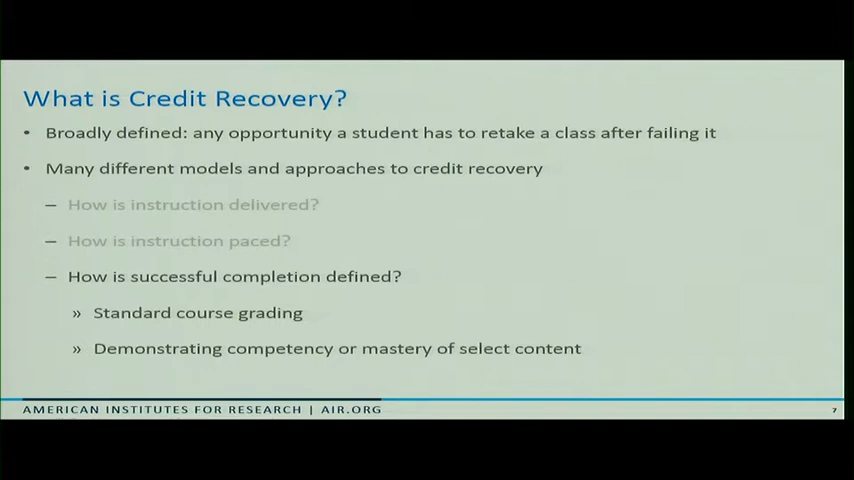 What is Credit Recovery?
• Broadly defined: any opportunity a student has to retake a class after failing it
• Many different models and approaches to credit recovery
– How is instruction delivered?
– How is instruction paced?
– How is successful completion defined?
» Standard course grading
» Demonstrating competency or mastery of select content
AMERICAN INSTITUTES FOR RESEARCH | AIR.ORG
7